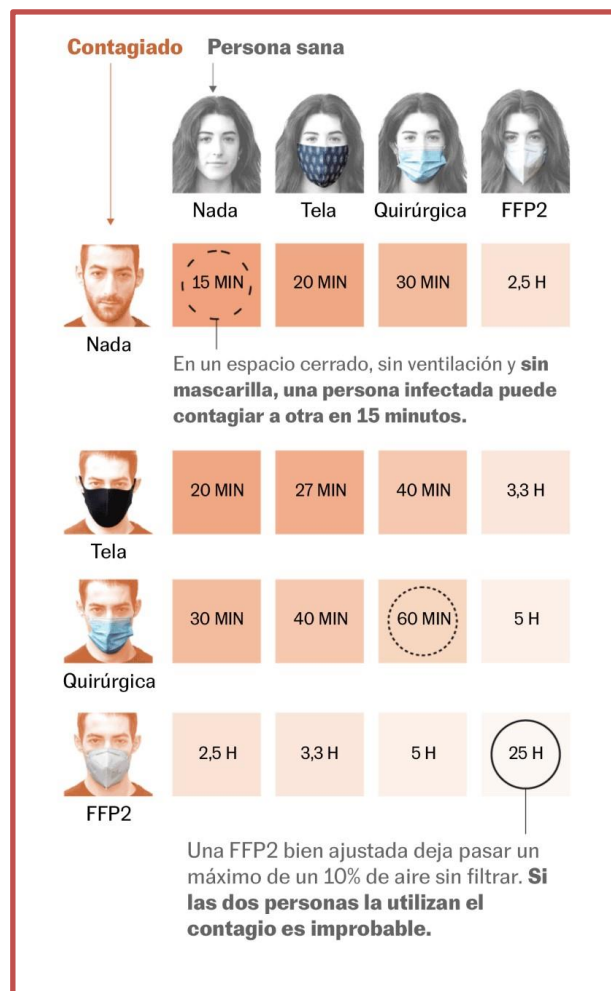 Contagiado Persona sana
Nada Tela Quirúrgica FFP2
15 MIN 20 MIN 30 MIN 2,5 H
Nada
En un espacio cerrado, sin ventilación y sin
mascarilla, una persona infectada puede
contagiar a otra en 15 minutos.
20 MIN 27 MIN 40 MIN 3,3 H
Tela
30 MIN 40 MIN 60 MIN 5 H
Quirúrgica
2,5 H 3,3 H 5 H 25 H
FFP2
Una FFP2 bien ajustada deja pasar un
máximo de un 10% de aire sin filtrar. Si
las dos personas la utilizan el
contagio es improbable.